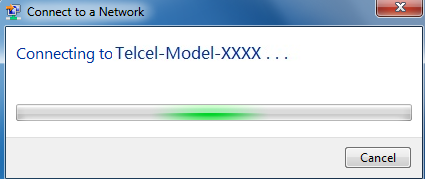 Connect to a Network
Connecting to Telcel-Model-XXXX . . .
Cancel